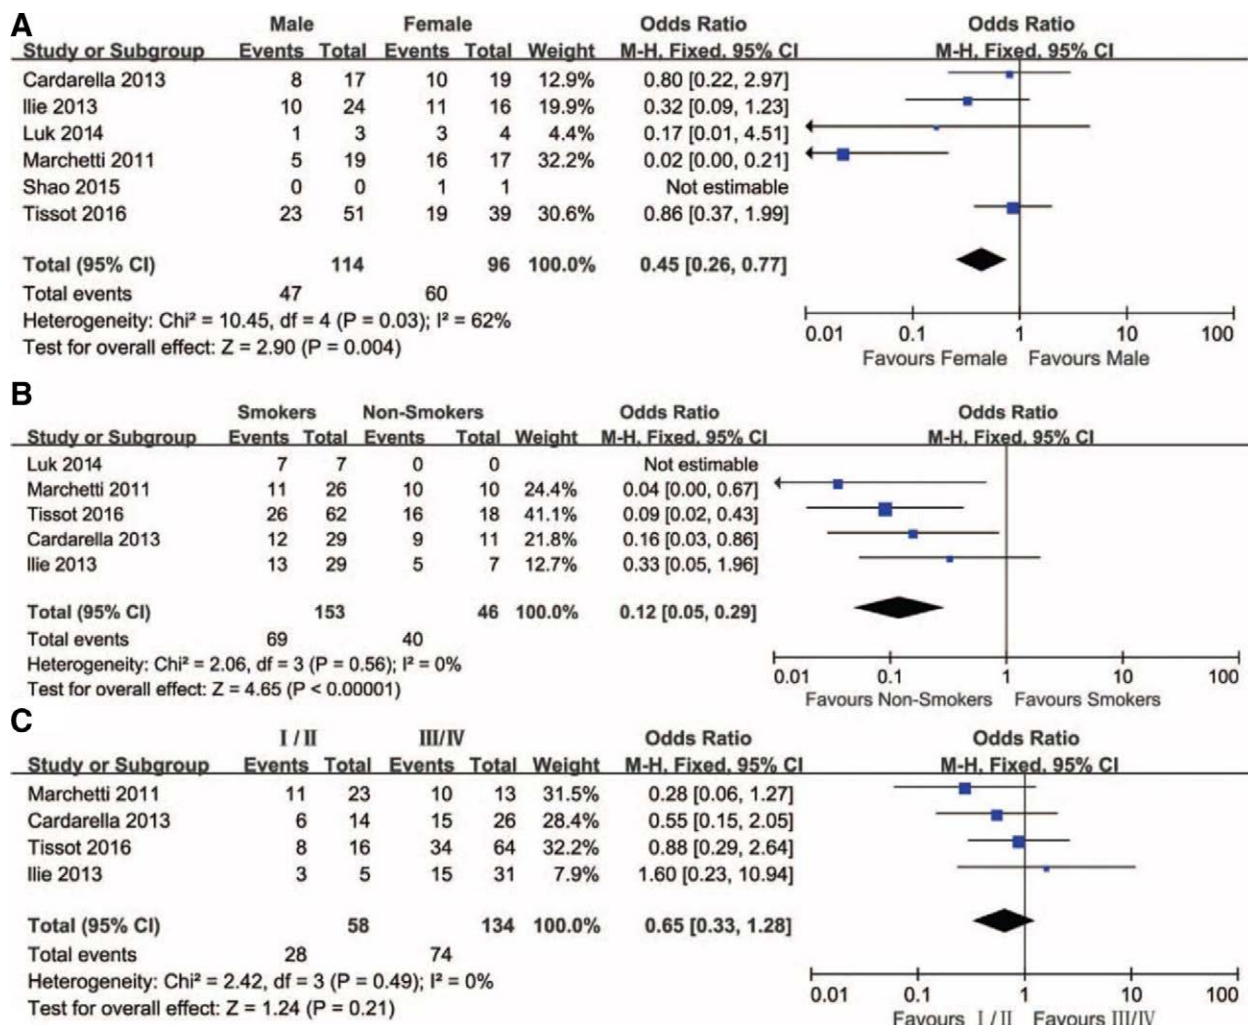 A
Male Female Odds Ratio Odds Ratio
Study or Subgroup Events Total Events Total Weight M-H, Fixed, 95% CI M-H, Fixed, 95% CI
Cardarella 2013 8 17 10 19 12.9% 0.80 [0.22, 2.97]
Ilie 2013 10 24 11 16 19.9% 0.32 [0.09, 1.23]
Luk 2014 1 3 3 4 4.4% 0.17 [0.01, 4.51]
Marchetti 2011 5 19 16 17 32.2% 0.02 [0.00, 0.21]
Shao 2015 0 0 1 1 Not estimable
Tissot 2016 23 51 19 39 30.6% 0.86 [0.37, 1.99]
Total (95% CI) 114 96 100.0% 0.45 [0.26, 0.77]
Total events 47 60
Heterogeneity: Chi² = 10.45, df = 4 (P = 0.03); I² = 62%
Test for overall effect: Z = 2.90 (P = 0.004)
0.01 0.1 1 10 100
Favours Female Favours Male
B
Smokers Non-Smokers Odds Ratio Odds Ratio
Study or Subgroup Events Total Events Total Weight M-H, Fixed, 95% CI M-H, Fixed, 95% CI
Luk 2014 7 7 0 0 Not estimable
Marchetti 2011 11 26 10 10 24.4% 0.04 [0.00, 0.67]
Tissot 2016 26 62 16 18 41.1% 0.09 [0.02, 0.43]
Cardarella 2013 12 29 9 11 21.8% 0.16 [0.03, 0.86]
Ilie 2013 13 29 5 7 12.7% 0.33 [0.05, 1.96]
Total (95% CI) 153 46 100.0% 0.12 [0.05, 0.29]
Total events 69 40
Heterogeneity: Chi² = 2.06, df = 3 (P = 0.56); I² = 0%
Test for overall effect: Z = 4.65 (P < 0.00001)
0.01 0.1 1 10 100
Favours Non-Smokers Favours Smokers
C
Ⅰ/Ⅱ Ⅲ/Ⅳ Odds Ratio Odds Ratio
Study or Subgroup Events Total Events Total Weight M-H, Fixed, 95% CI M-H, Fixed, 95% CI
Marchetti 2011 11 23 10 13 31.5% 0.28 [0.06, 1.27]
Cardarella 2013 6 14 15 26 28.4% 0.55 [0.15, 2.05]
Tissot 2016 8 16 34 64 32.2% 0.88 [0.29, 2.64]
Ilie 2013 3 5 15 31 7.9% 1.60 [0.23, 10.94]
Total (95% CI) 58 134 100.0% 0.65 [0.33, 1.28]
Total events 28 74
Heterogeneity: Chi² = 2.42, df = 3 (P = 0.49); I² = 0%
Test for overall effect: Z = 1.24 (P = 0.21)
0.01 0.1 1 10 100
Favours Ⅰ/Ⅱ Favours Ⅲ/Ⅳ